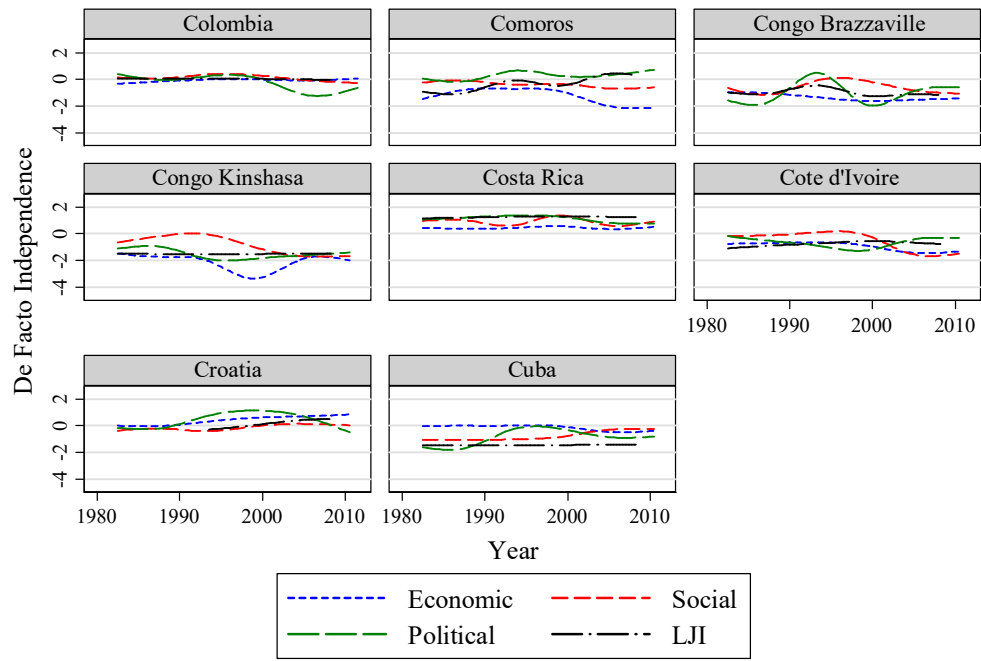 Colombia Comoros Congo Brazzaville
2
0
-2
-4
Congo Kinshasa Costa Rica Cote d'Ivoire
2
0
-2
-4
1980 1990 2000 2010
Croatia Cuba
2
0
-2
-4
1980 1990 2000 2010 1980 1990 2000 2010
De Facto Independence
Year
Economic Social
Political LJI